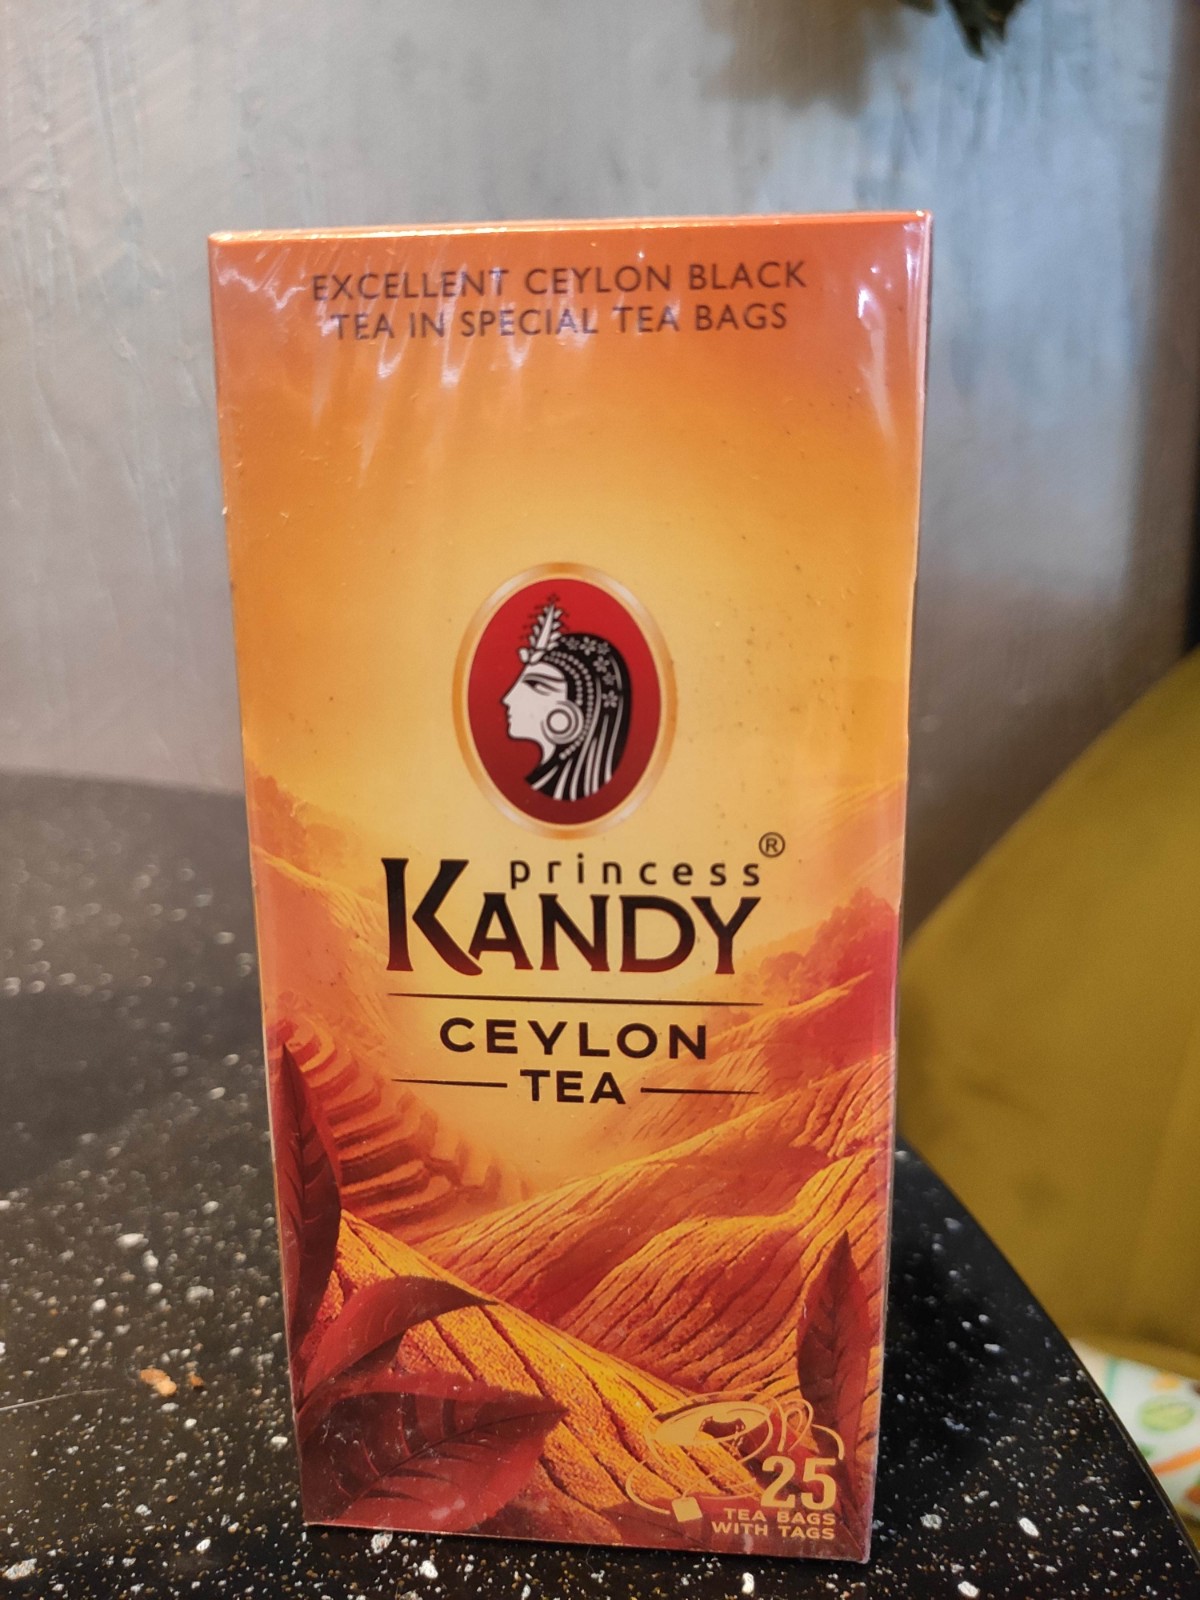 EXCELLENT CEYLON BLACK
TEA IN SPECIAL TEA BAGS
princess®
KANDY
CEYLON
TEA
25
TEA BAGS
WITH TAGS